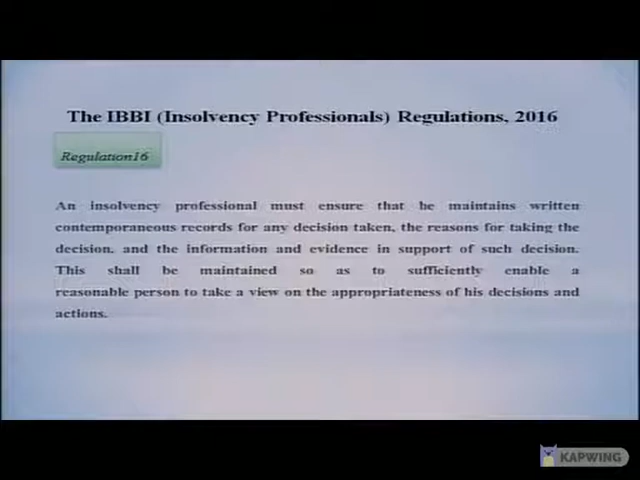 The IBBI (Insolvency Professionals) Regulations, 2016
Regulation16
An insolvency professional must ensure that he maintains written
contemporaneous records for any decision taken, the reasons for taking the
decision, and the information and evidence in support of such decision.
This shall be maintained so as to sufficiently enable a
reasonable person to take a view on the appropriateness of his decisions and
actions.
KAPWING